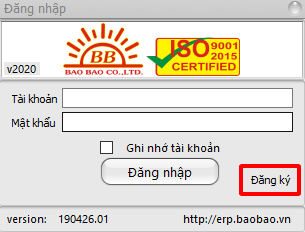 Đăng nhập
BB
BAO BAO CO.,LTD.
ISO 9001
2015
CERTIFIED
v2020
Tài khoản
Mật khẩu
Ghi nhớ tài khoản
Đăng nhập
Đăng ký
version: 190426.01 http://erp.baobao.vn